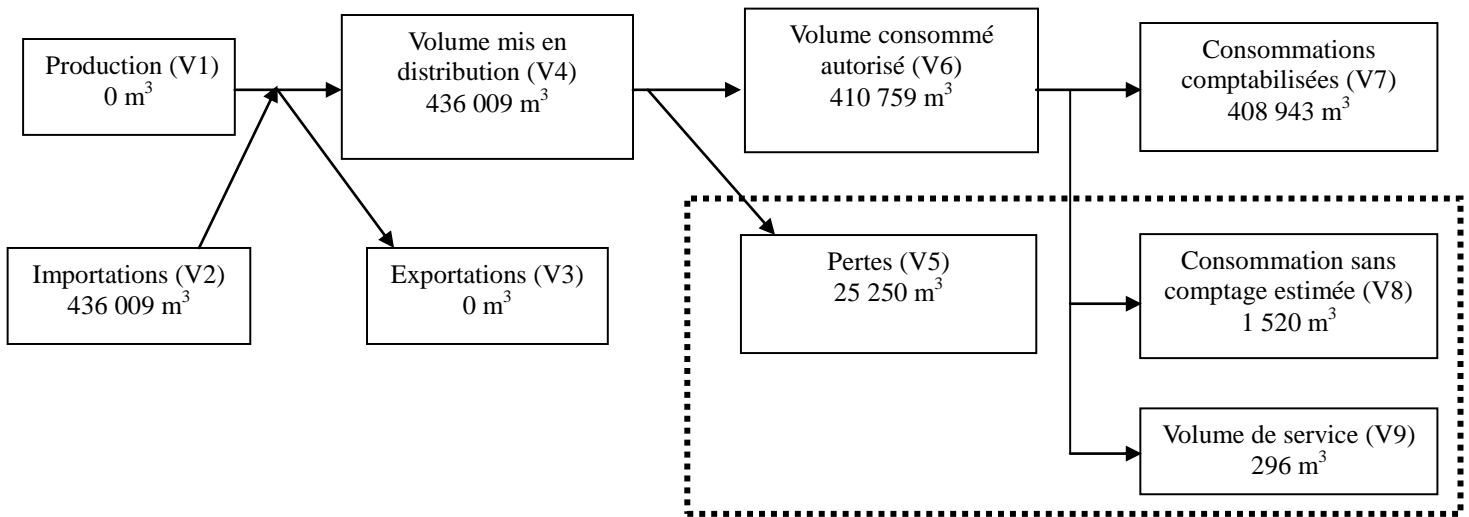 Production (V1)
0 m³
Volume mis en
distribution (V4)
436 009 m³
Volume consommé
autorisé (V6)
410 759 m³
Consommations
comptabilisées (V7)
408 943 m³
Importations (V2)
436 009 m³
Exportations (V3)
0 m³
Pertes (V5)
25 250 m³
Consommation sans
comptage estimée (V8)
1 520 m³
Volume de service (V9)
296 m³